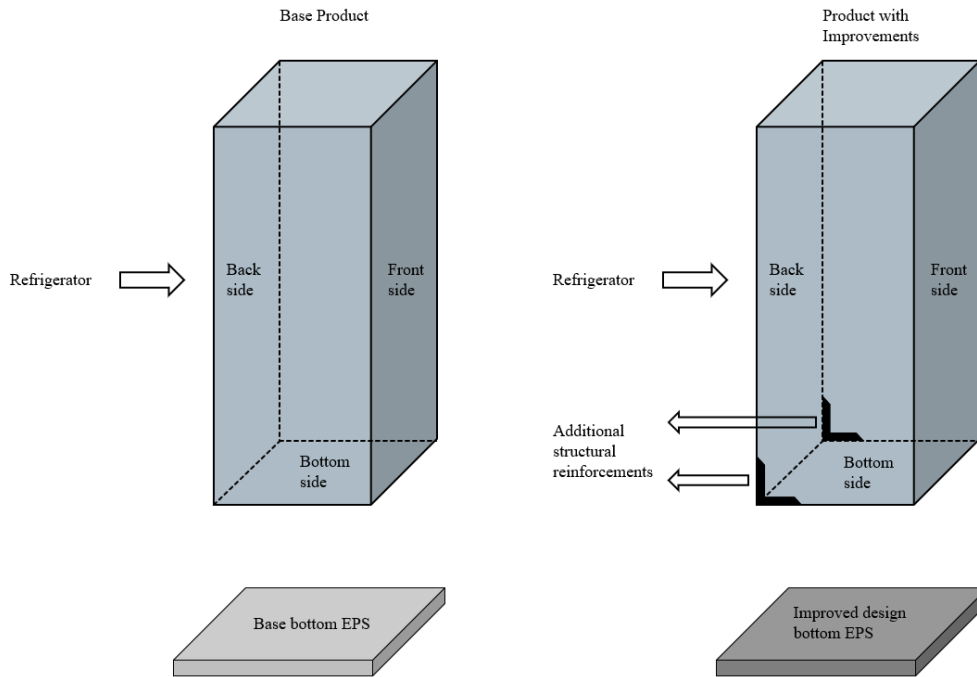 Base Product
Product with
Improvements
Refrigerator
Back
side
Front
side
Refrigerator
Back
side
Front
side
Additional
structural
reinforcements
Bottom
side
Bottom
side
Base bottom EPS
Improved design
bottom EPS